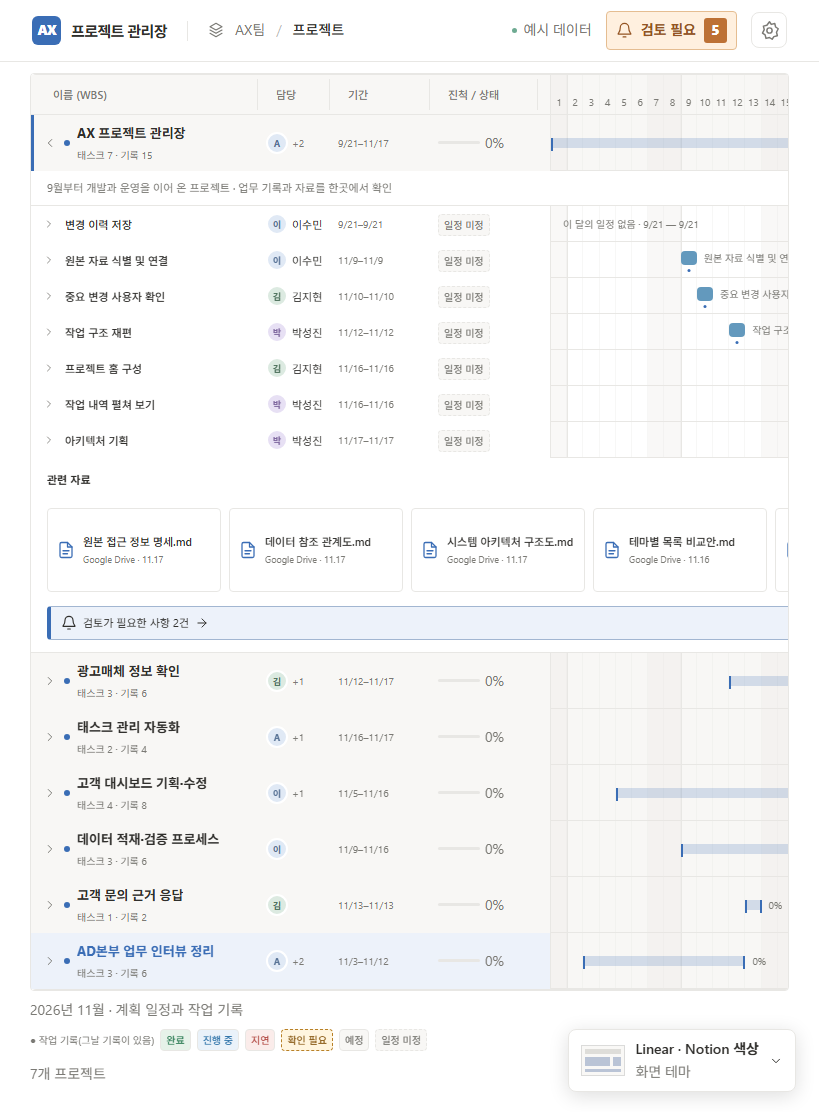 AX 프로젝트 관리장 AX팀 / 프로젝트 예시 데이터 검토 필요 5
이름 (WBS) 담당 기간 진척 / 상태 1 2 3 4 5 6 7 8 9 10 11 12 13 14 15
AX 프로젝트 관리장
태스크 7 · 기록 15
A +2 9/21–11/17 0%
9월부터 개발과 운영을 이어 온 프로젝트 · 업무 기록과 자료를 한곳에서 확인
변경 이력 저장 이 이수민 9/21–9/21 일정 미정 이 달의 일정 없음 · 9/21 — 9/21
원본 자료 식별 및 연결 이 이수민 11/9–11/9 일정 미정 원본 자료 식별 및 연
중요 변경 사용자 확인 김 김지현 11/10–11/10 일정 미정 중요 변경 사용자
작업 구조 재편 박 박성진 11/12–11/12 일정 미정 작업 구조
프로젝트 홈 구성 김 김지현 11/16–11/16 일정 미정
작업 내역 펼쳐 보기 박 박성진 11/16–11/16 일정 미정
아키텍처 기획 박 박성진 11/17–11/17 일정 미정
관련 자료
원본 접근 정보 명세.md
Google Drive · 11.17
데이터 참조 관계도.md
Google Drive · 11.17
시스템 아키텍처 구조도.md
Google Drive · 11.17
테마별 목록 비교안.md
Google Drive · 11.16
검토가 필요한 사항 2건 →
광고매체 정보 확인
태스크 3 · 기록 6
김 +1 11/12–11/17 0%
태스크 관리 자동화
태스크 2 · 기록 4
A +1 11/16–11/17 0%
고객 대시보드 기획·수정
태스크 4 · 기록 8
이 +1 11/5–11/16 0%
데이터 적재·검증 프로세스
태스크 3 · 기록 6
이 11/9–11/16 0%
고객 문의 근거 응답
태스크 1 · 기록 2
김 11/13–11/13 0% 0%
AD본부 업무 인터뷰 정리
태스크 3 · 기록 6
A +2 11/3–11/12 0% 0%
2026년 11월 · 계획 일정과 작업 기록
● 작업 기록(그날 기록이 있음) 완료 진행 중 지연 확인 필요 예정 일정 미정
7개 프로젝트
Linear · Notion 색상
화면 테마